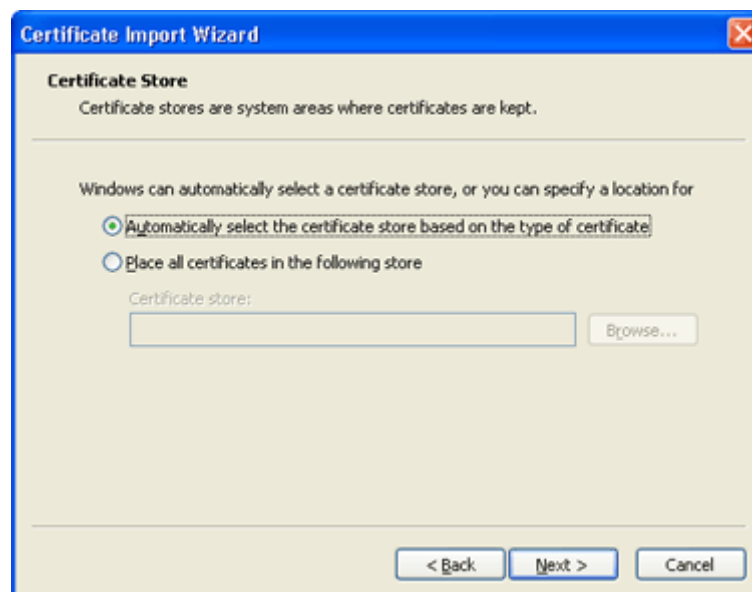 Certificate Import Wizard
Certificate Store
Certificate stores are system areas where certificates are kept.
Windows can automatically select a certificate store, or you can specify a location for
Automatically select the certificate store based on the type of certificate
Place all certificates in the following store
Certificate store:
Browse...
< Back
Next >
Cancel